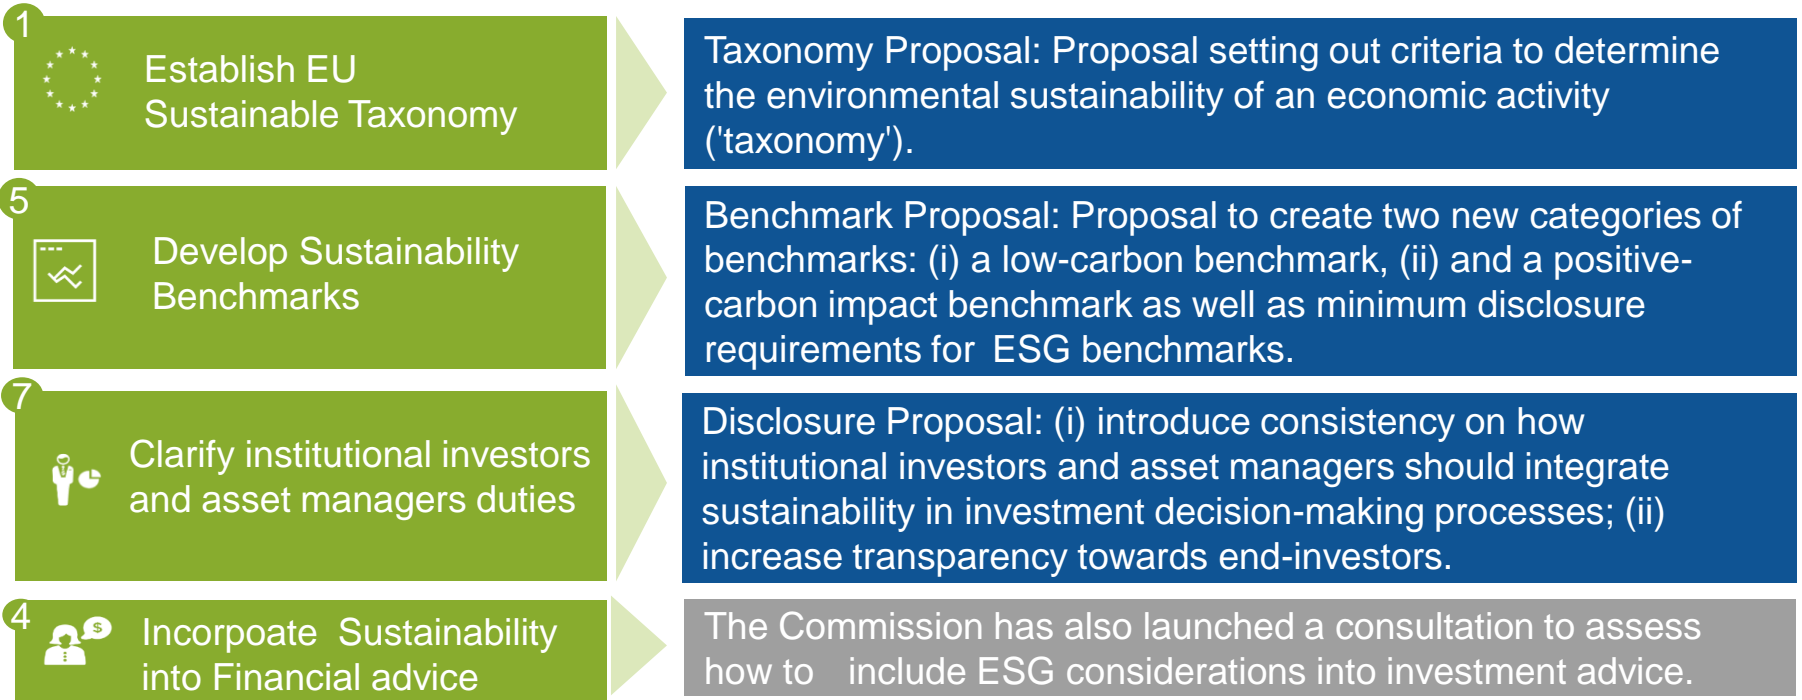 1
Establish EU
Sustainable Taxonomy
Taxonomy Proposal: Proposal setting out criteria to determine
the environmental sustainability of an economic activity
('taxonomy').
5
Develop Sustainability
Benchmarks
Benchmark Proposal: Proposal to create two new categories of
benchmarks: (i) a low-carbon benchmark, (ii) and a positive-
carbon impact benchmark as well as minimum disclosure
requirements for ESG benchmarks.
7
Clarify institutional investors
and asset managers duties
Disclosure Proposal: (i) introduce consistency on how
institutional investors and asset managers should integrate
sustainability in investment decision-making processes; (ii)
increase transparency towards end-investors.
4
$
Incorpoate Sustainability
into Financial advice
The Commission has also launched a consultation to assess
how to include ESG considerations into investment advice.